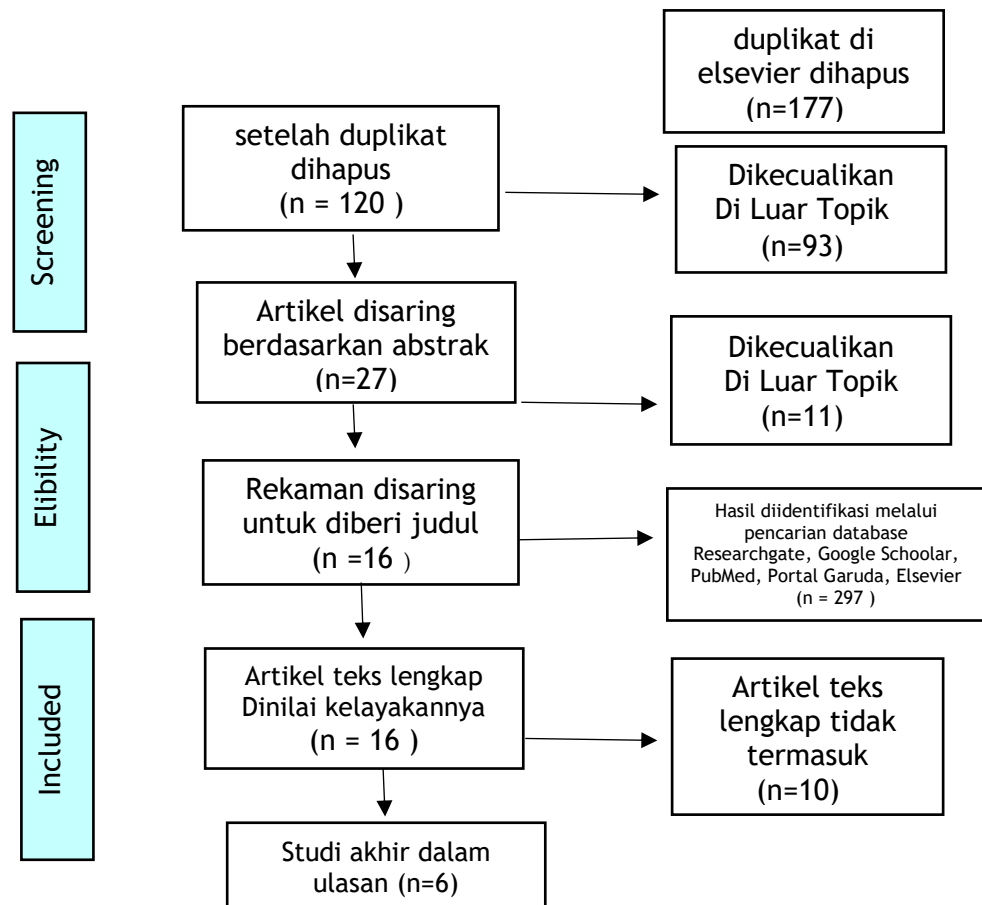 duplikat di
elsevier dihapus
(n=177)
Screening
setelah duplikat
dihapus
(n = 120 )
Dikecualikan
Di Luar Topik
(n=93)
Artikel disaring
berdasarkan abstrak
(n=27)
Dikecualikan
Di Luar Topik
(n=11)
Elibility
Rekaman disaring
untuk diberi judul
(n =16 )
Hasil diidentifikasi melalui
pencarian database
Researchgate, Google Schoolar,
PubMed, Portal Garuda, Elsevier
(n = 297 )
Included
Artikel teks lengkap
Dinilai kelayakannya
(n = 16 )
Artikel teks
lengkap tidak
termasuk
(n=10)
Studi akhir dalam
ulasan (n=6)